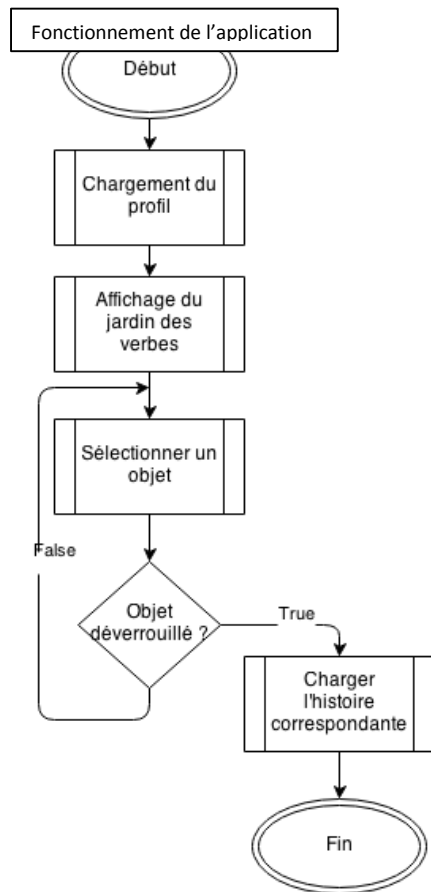 Fonctionnement de l'application
Début
Chargement du
profil
Affichage du
jardin des
verbes
Sélectionner un
objet
False
Objet
déverrouillé ?
True
Charger
l'histoire
correspondante
Fin